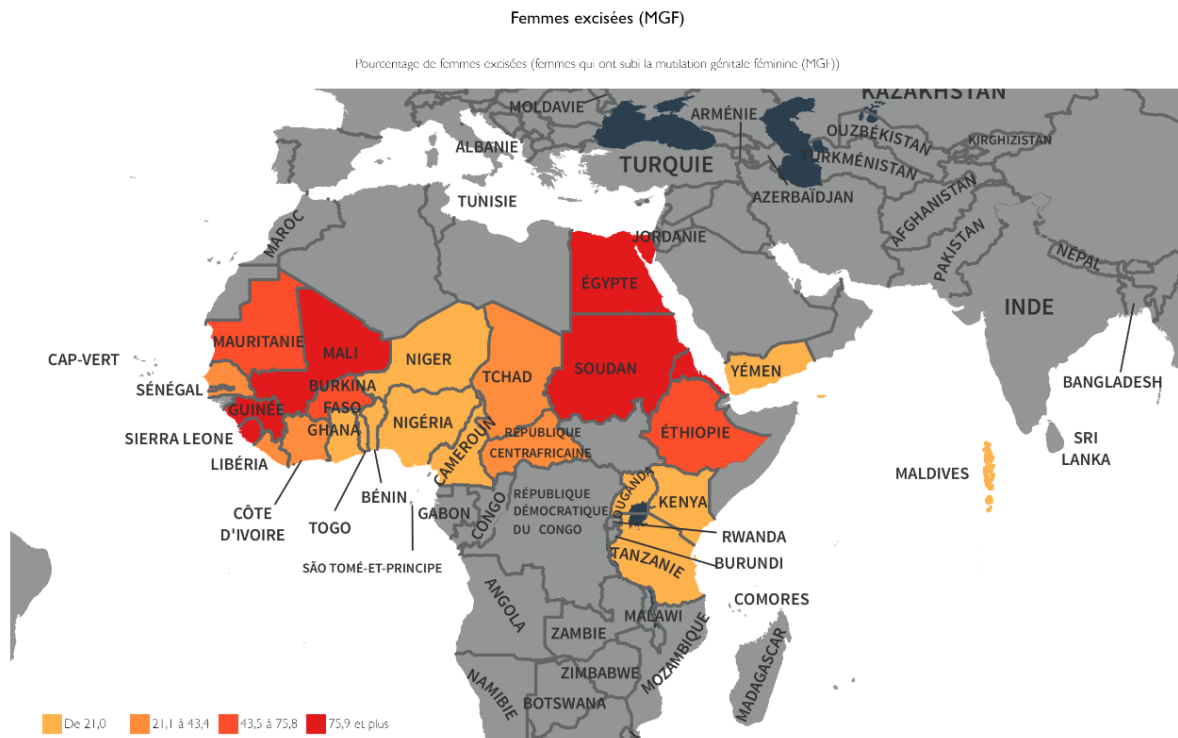 Femmes excisées (MGF)
Pourcentage de femmes excisées (femmes qui ont subi la mutilation génitale féminine (MGF))
KAZAKHSTAN
MOLDAVIE
ARMÉNIE
OUZBÉKISTAN
KIRGHIZISTAN
ALBANIE
TURQUIE
TURKMÉNISTAN
AZERBAÏDJAN
TUNISIE
AFGHANISTAN
MAROC
JORDANIE
PAKISTAN
NÉPAL
ÉGYPTE
INDE
MAURITANIE
MALI
NIGER
TCHAD
SOUDAN
YÉMEN
CAP-VERT
BANGLADESH
SÉNÉGAL
BURKINA
FASO
GUINÉE
GHANA
NIGÉRIA
CAMEROUN
RÉPUBLIQUE
CENTRAFRICAINE
ÉTHIOPIE
SIERRA LEONE
LIBÉRIA
SRI
LANKA
MALDIVES
CÔTE
D'IVOIRE
TOGO
BÉNIN
GABON
CONGO
RÉPUBLIQUE
DÉMOCRATIQUE
DU CONGO
OUGANDA
KENYA
RWANDA
BURUNDI
TANZANIE
SÃO TOMÉ-ET-PRINCIPE
COMORES
ANGOLA
MALAWI
ZAMBIE
MOZAMBIQUE
MADAGASCAR
ZIMBABWE
NAMIBIE
BOTSWANA
De 21,0
21,1 à 43,4
43,5 à 75,8
75,9 et plus